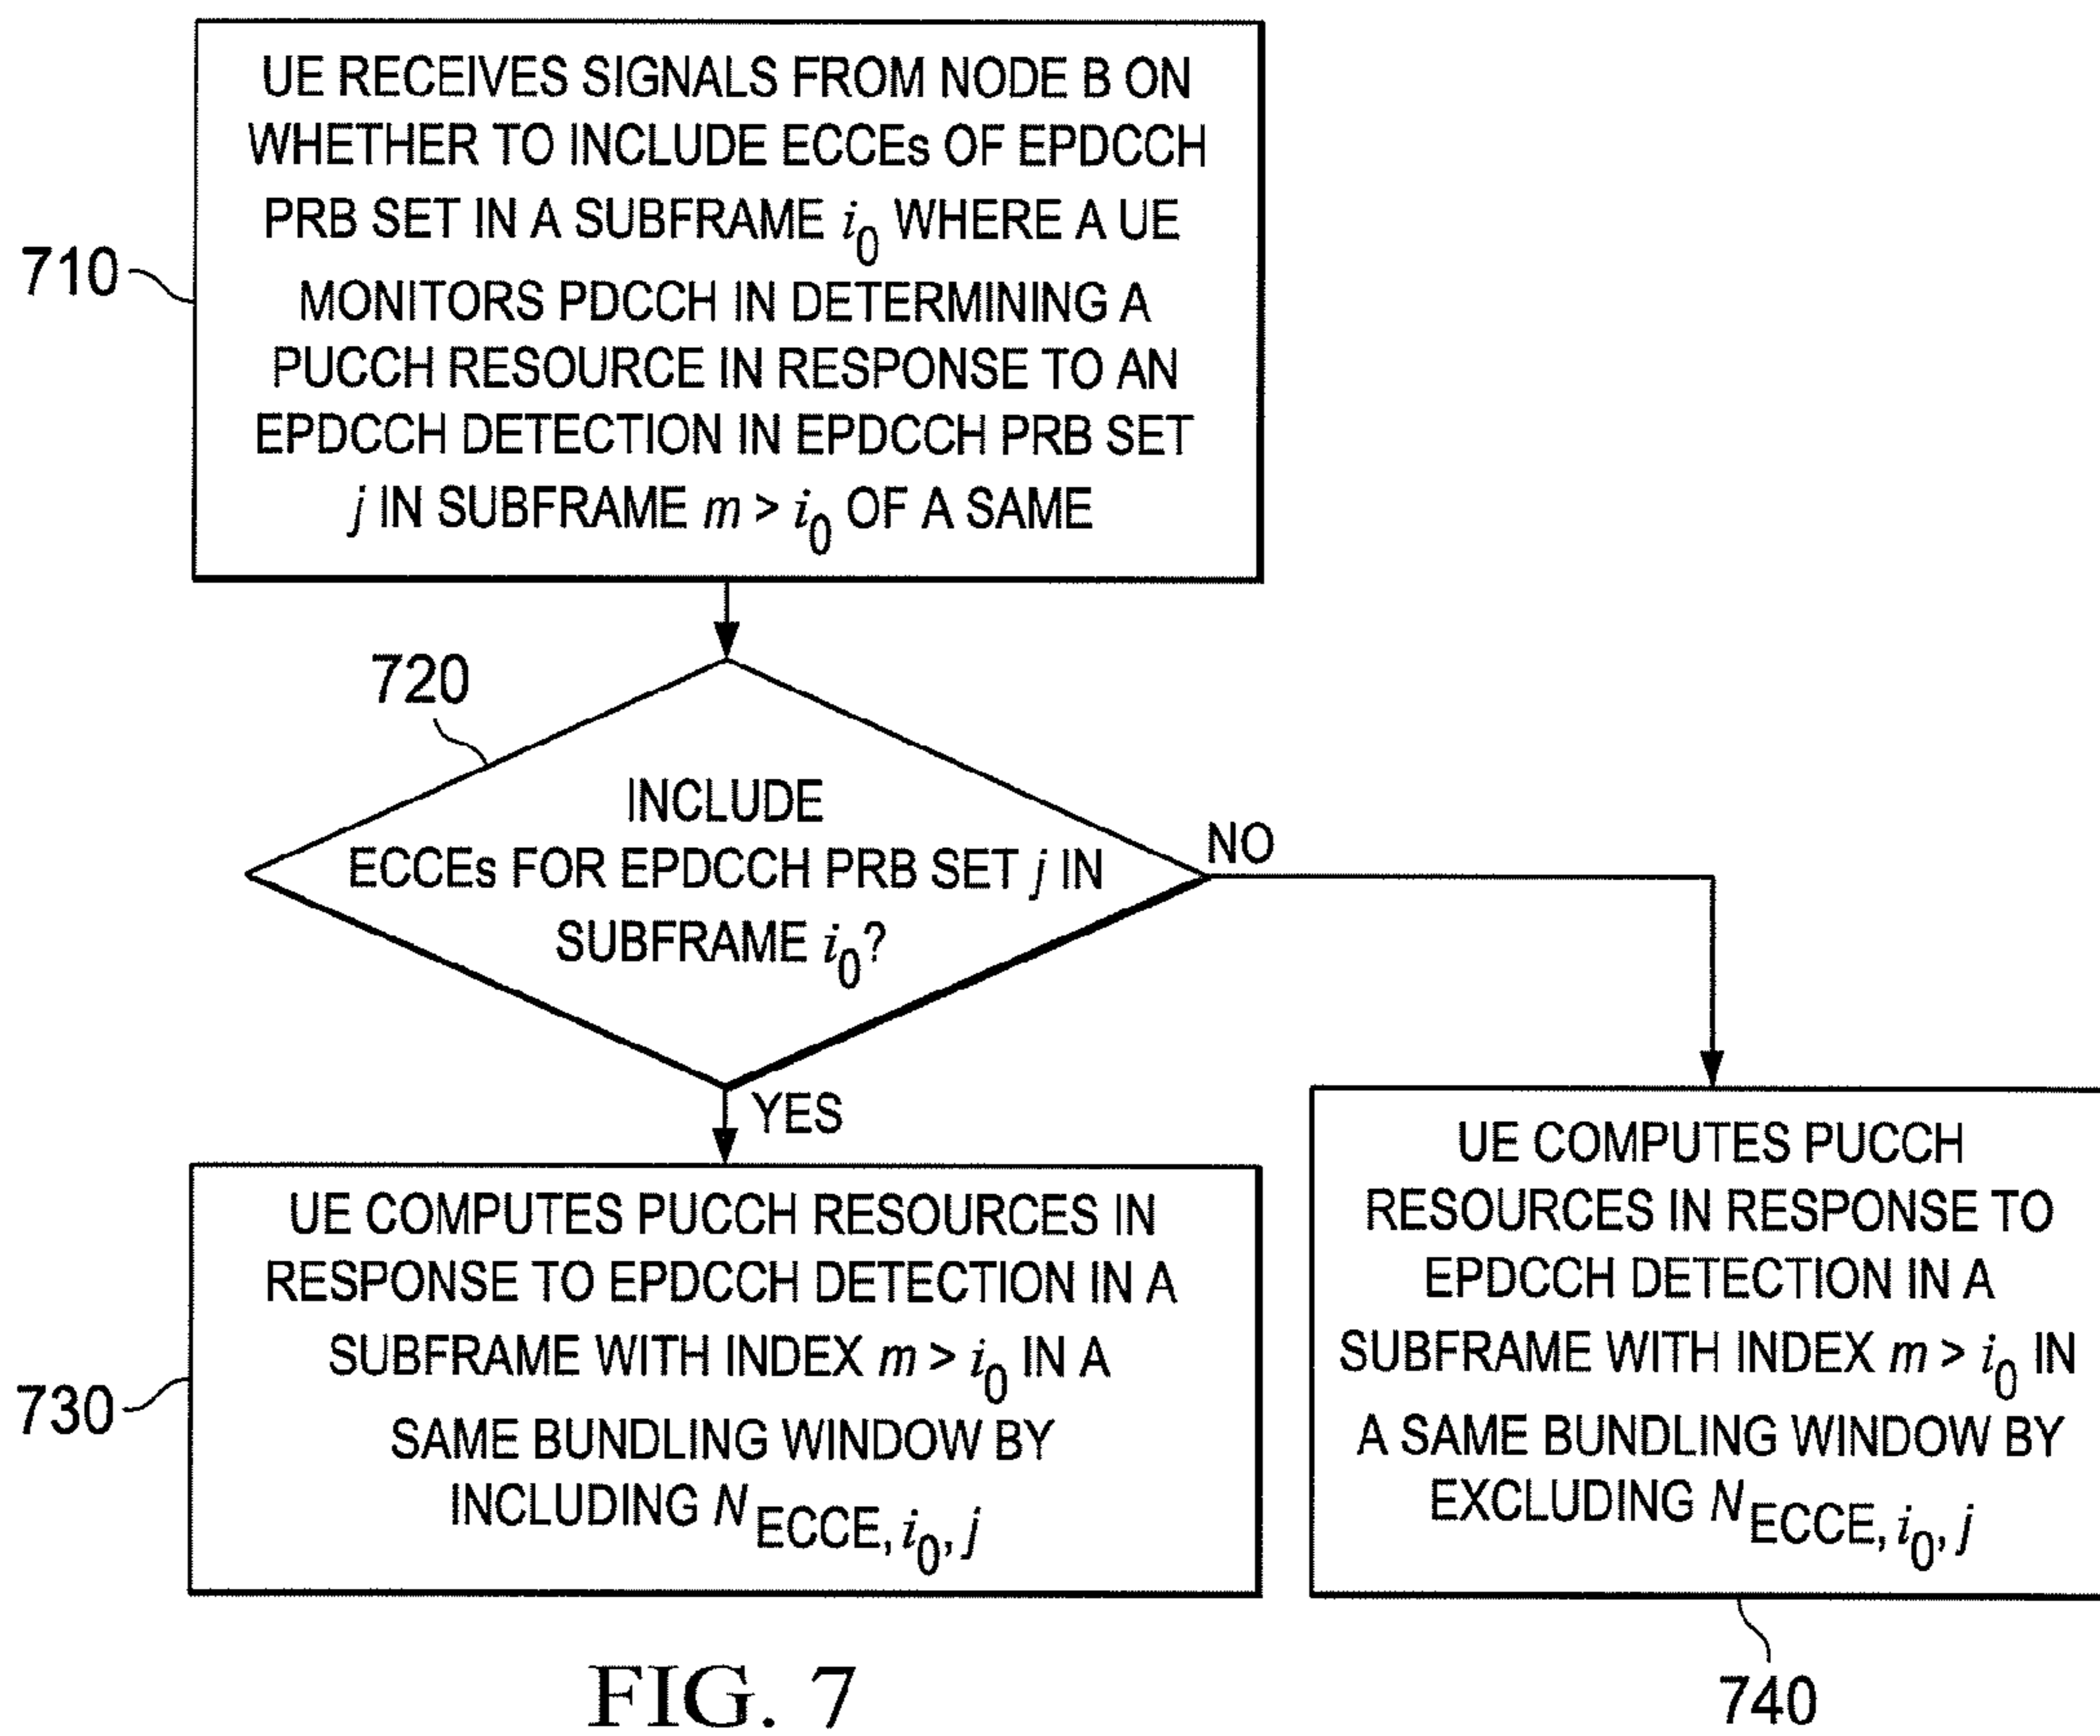 UE RECEIVES SIGNALS FROM NODE B ON
WHETHER TO INCLUDE ECCEs OF EPDCCH
PRB SET IN A SUBFRAME i0 WHERE A UE
MONITORS PDCCH IN DETERMINING A
PUCCH RESOURCE IN RESPONSE TO AN
EPDCCH DETECTION IN EPDCCH PRB SET
j IN SUBFRAME m > i0 OF A SAME
710
720
INCLUDE
ECCEs FOR EPDCCH PRB SET j IN
SUBFRAME i0?
NO
YES
UE COMPUTES PUCCH RESOURCES IN
RESPONSE TO EPDCCH DETECTION IN A
SUBFRAME WITH INDEX m > i0 IN A
SAME BUNDLING WINDOW BY
INCLUDING N ECCE, i0, j
730
UE COMPUTES PUCCH
RESOURCES IN RESPONSE TO
EPDCCH DETECTION IN A
SUBFRAME WITH INDEX m > i0 IN
A SAME BUNDLING WINDOW BY
EXCLUDING N ECCE, i0, j
740
FIG. 7